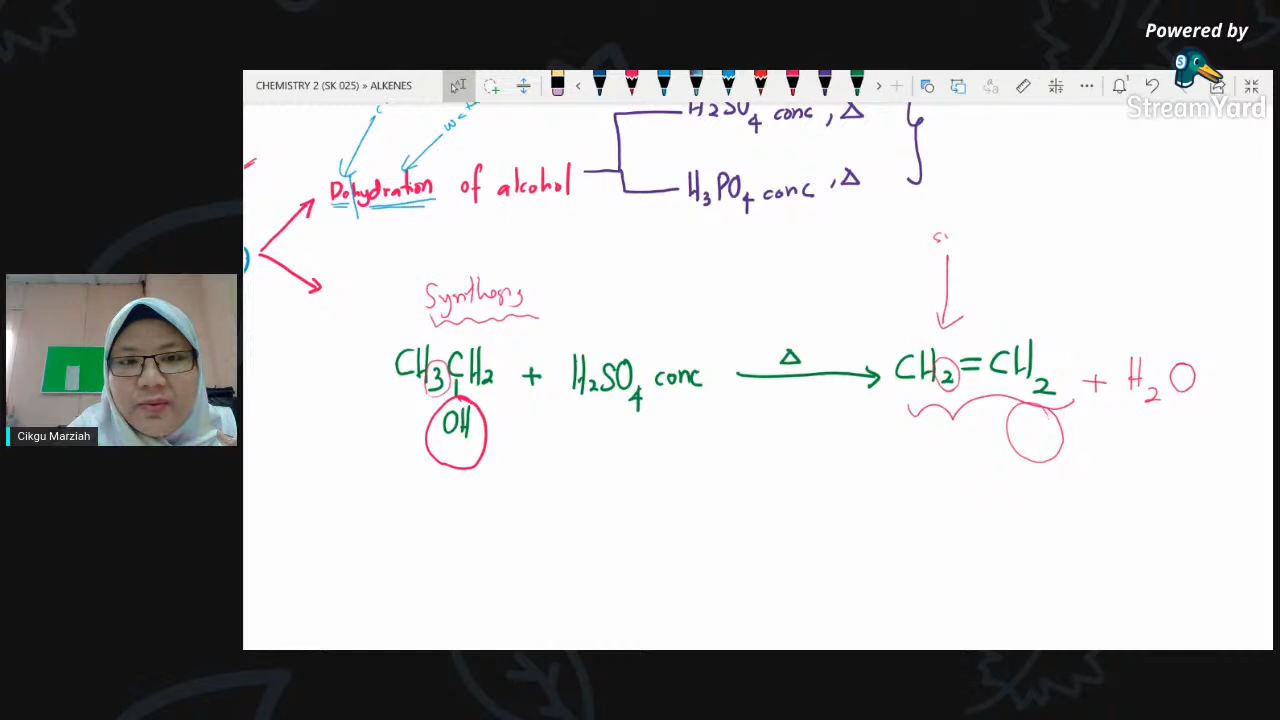 Powered by
StreamYard
CHEMISTRY 2 (SK 025) » ALKENES
H2SO4 conc , Δ
Dehydration of alcohol
H3PO4 conc , Δ
Synthesis
CH3CH2 + H2SO4 conc Δ CH2=CH2 + H2O
OH
Cikgu Marziah